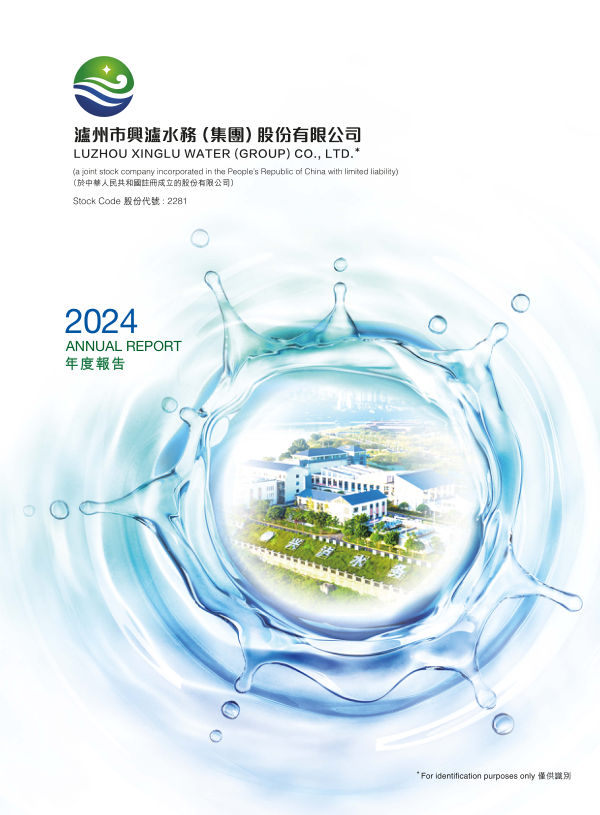 瀘州市興瀘水務（集團）股份有限公司
LUZHOU XINGLU WATER (GROUP) CO., LTD.*
(a joint stock company incorporated in the People's Republic of China with limited liability)
（於中華人民共和國註冊成立的股份有限公司）
Stock Code 股份代號 : 2281
2024
ANNUAL REPORT
年度報告
* For identification purposes only 僅供識別